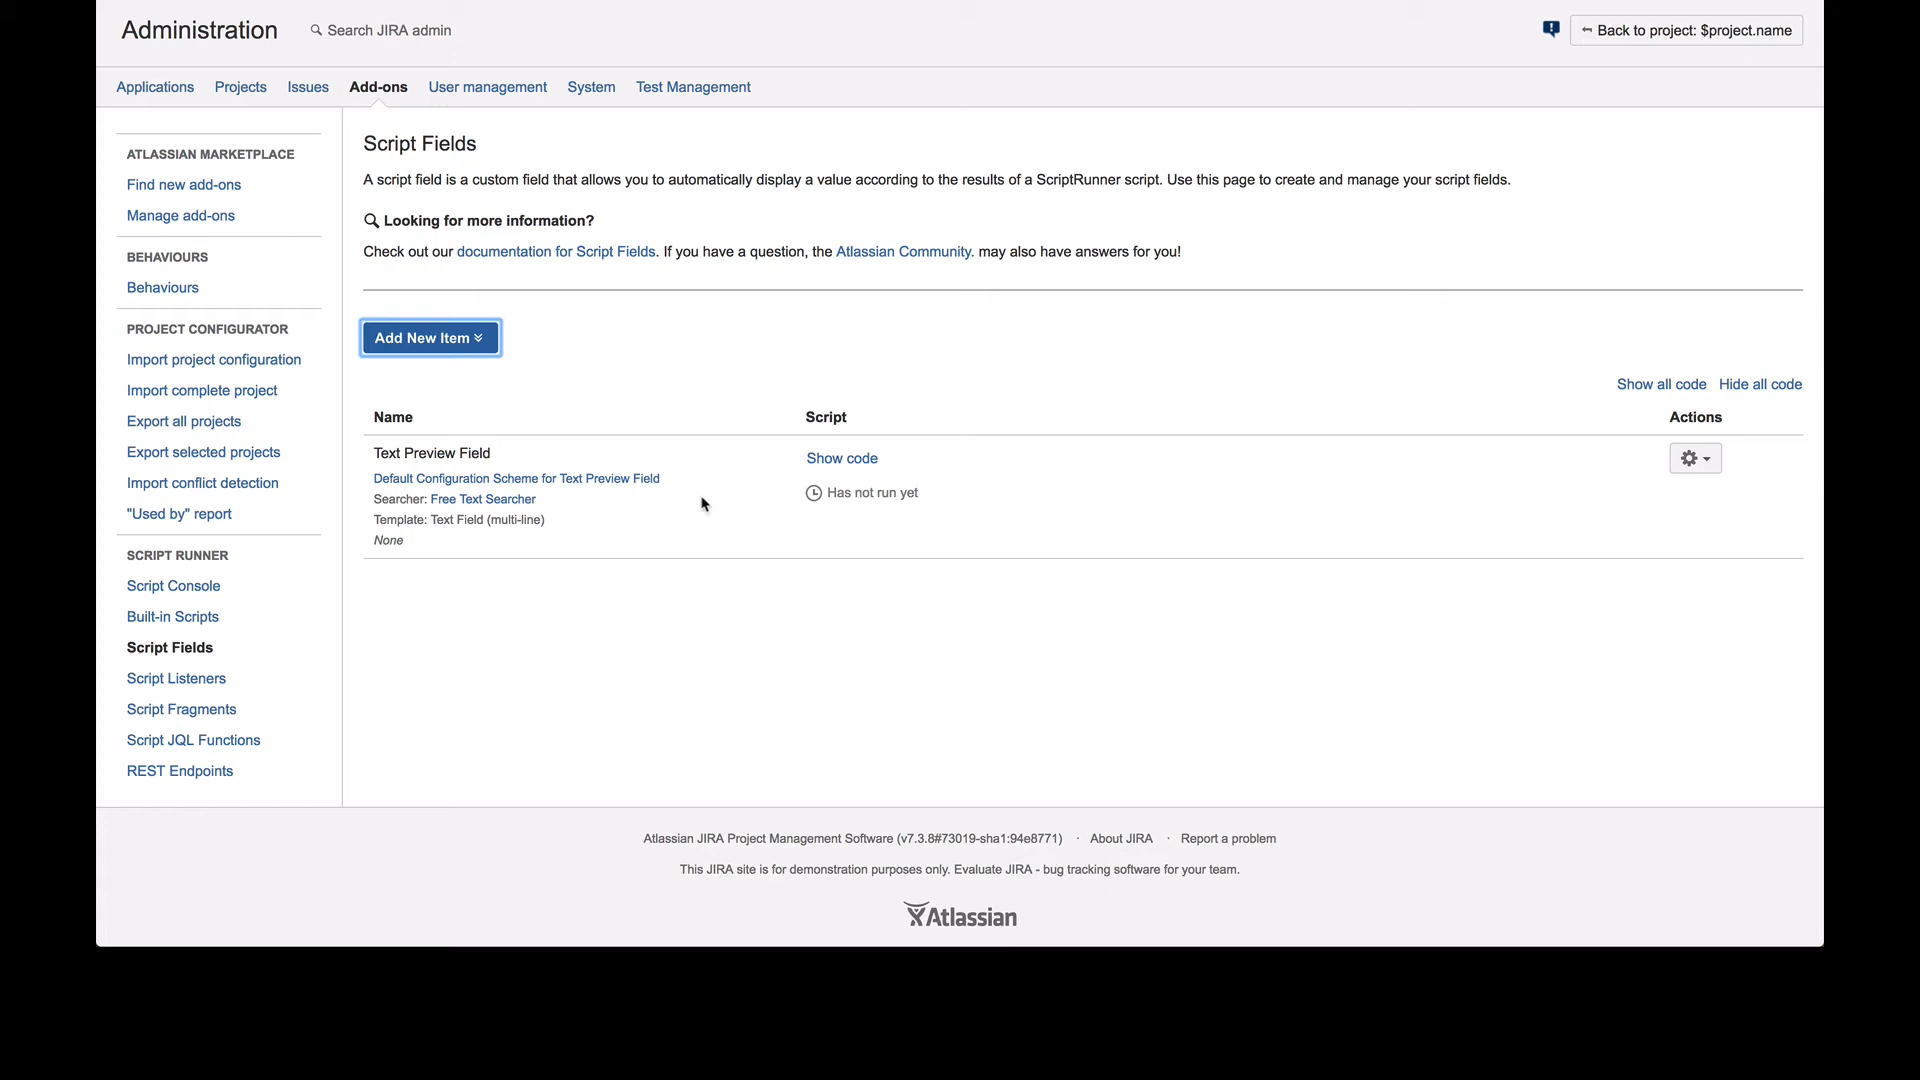 Administration
Search JIRA admin
Back to project: $project.name
Applications Projects Issues Add-ons User management System Test Management
ATLASSIAN MARKETPLACE
Find new add-ons
Manage add-ons
BEHAVIOURS
Behaviours
PROJECT CONFIGURATOR
Import project configuration
Import complete project
Export all projects
Export selected projects
Import conflict detection
"Used by" report
SCRIPT RUNNER
Script Console
Built-in Scripts
Script Fields
Script Listeners
Script Fragments
Script JQL Functions
REST Endpoints
Script Fields
A script field is a custom field that allows you to automatically display a value according to the results of a ScriptRunner script. Use this page to create and manage your script fields.
Looking for more information?
Check out our documentation for Script Fields. If you have a question, the Atlassian Community. may also have answers for you!
Add New Item
Show all code Hide all code
Name Script Actions
Text Preview Field
Default Configuration Scheme for Text Preview Field
Searcher: Free Text Searcher
Template: Text Field (multi-line)
None
Show code
Has not run yet
Atlassian JIRA Project Management Software (v7.3.8#73019-sha1:94e8771) · About JIRA · Report a problem
This JIRA site is for demonstration purposes only. Evaluate JIRA - bug tracking software for your team.
Atlassian